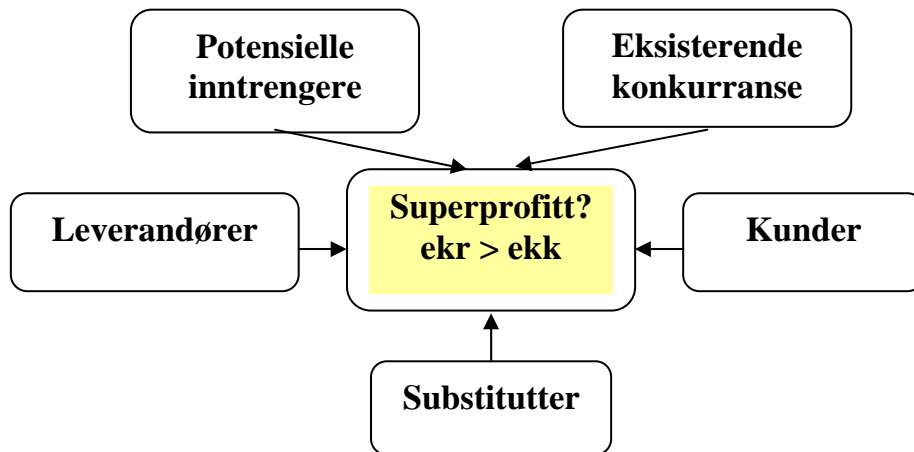 Potensielle
inntrengere
Eksisterende
konkurranse
Leverandører
Superprofitt?
ekr > ekk
Kunder
Substitutter